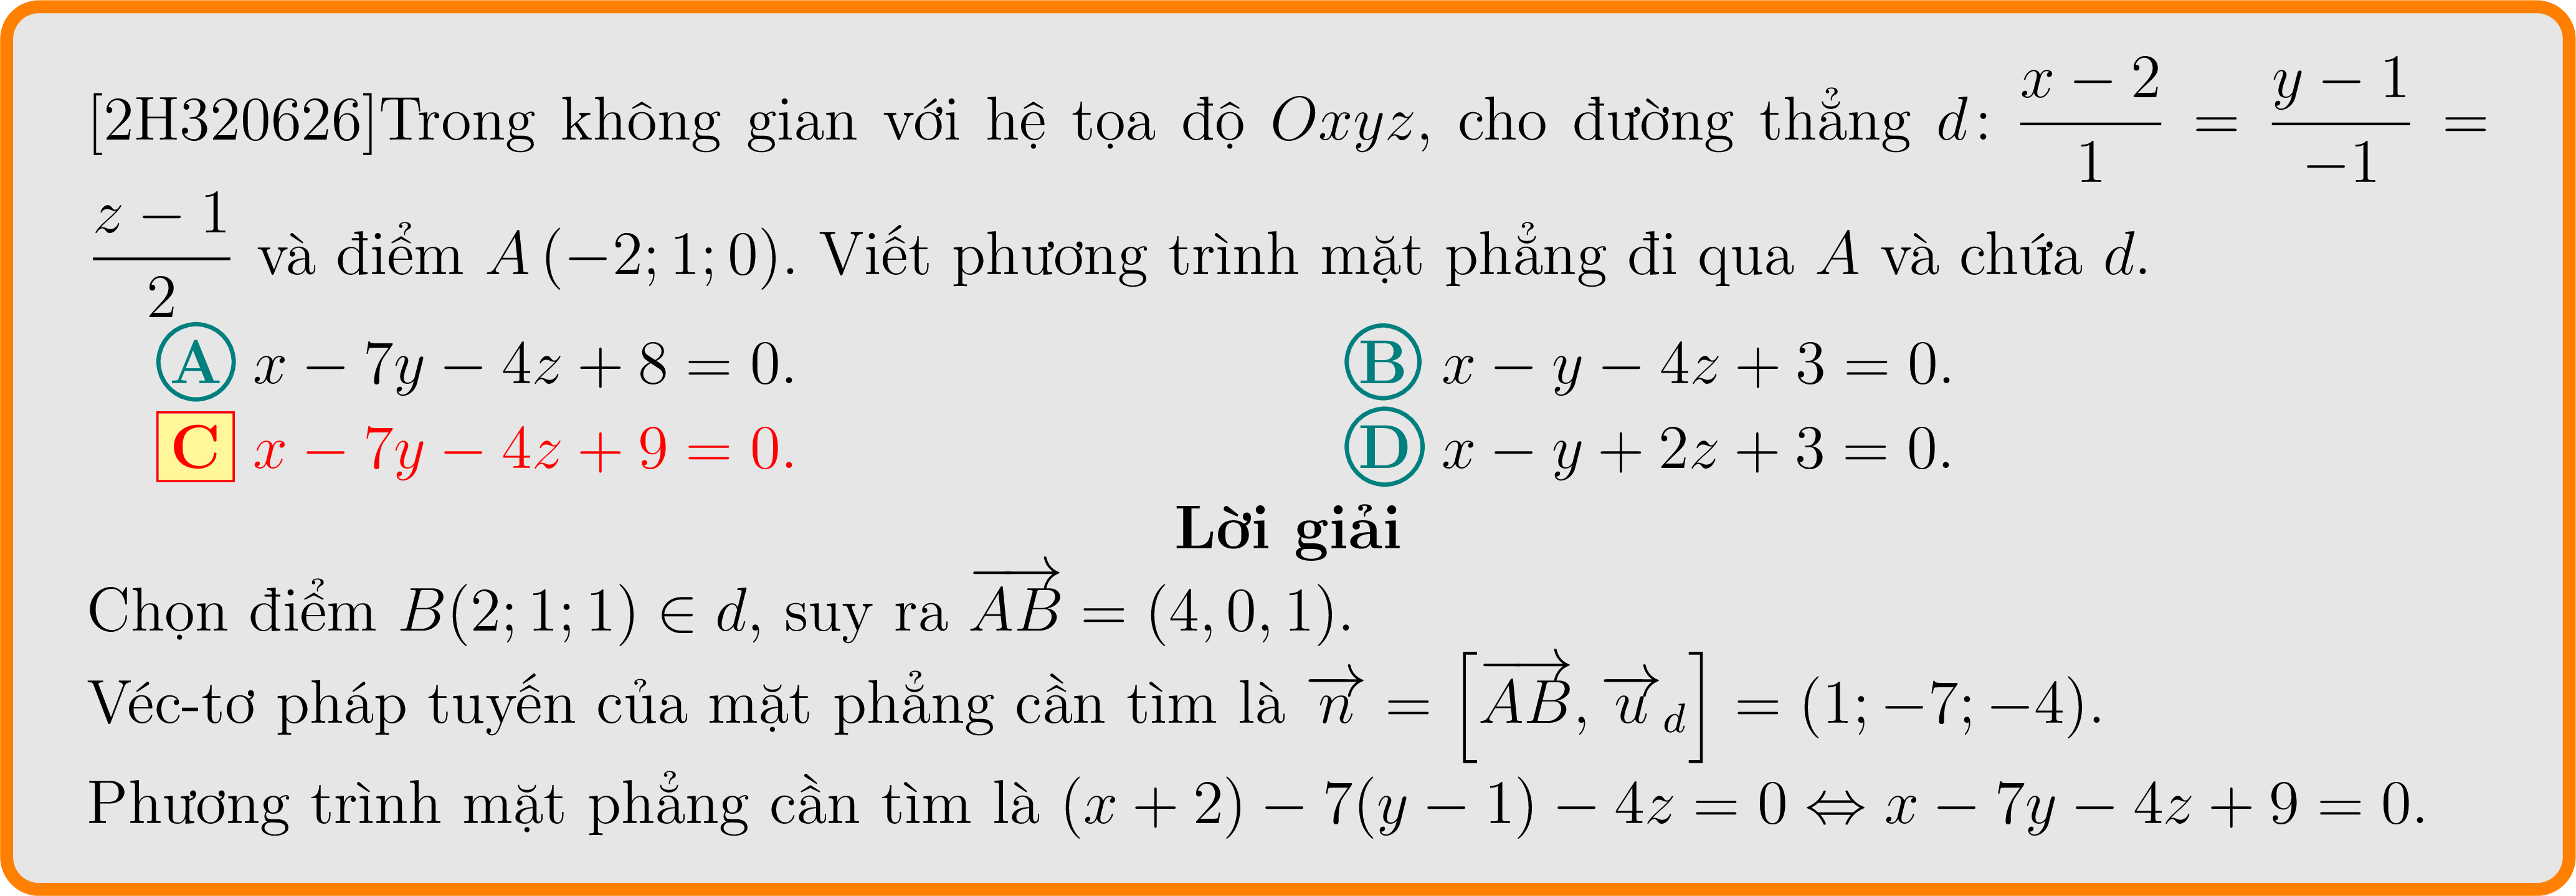 [2H320626]Trong không gian với hệ tọa độ Oxyz, cho đường thẳng d: \frac{x − 2}{1} = \frac{y − 1}{−1} =
\frac{z − 1}{2} và điểm A (−2; 1; 0). Viết phương trình mặt phẳng đi qua A và chứa d.
A x − 7y − 4z + 8 = 0. B x − y − 4z + 3 = 0.
C x − 7y − 4z + 9 = 0. D x − y + 2z + 3 = 0.
Lời giải
Chọn điểm B(2; 1; 1) ∈ d, suy ra \overrightarrow{AB} = (4, 0, 1).
Véc-tơ pháp tuyến của mặt phẳng cần tìm là \overrightarrow{n} = [\overrightarrow{AB}, \overrightarrow{u}_d] = (1; −7; −4).
Phương trình mặt phẳng cần tìm là (x + 2) − 7(y − 1) − 4z = 0 ⇔ x − 7y − 4z + 9 = 0.